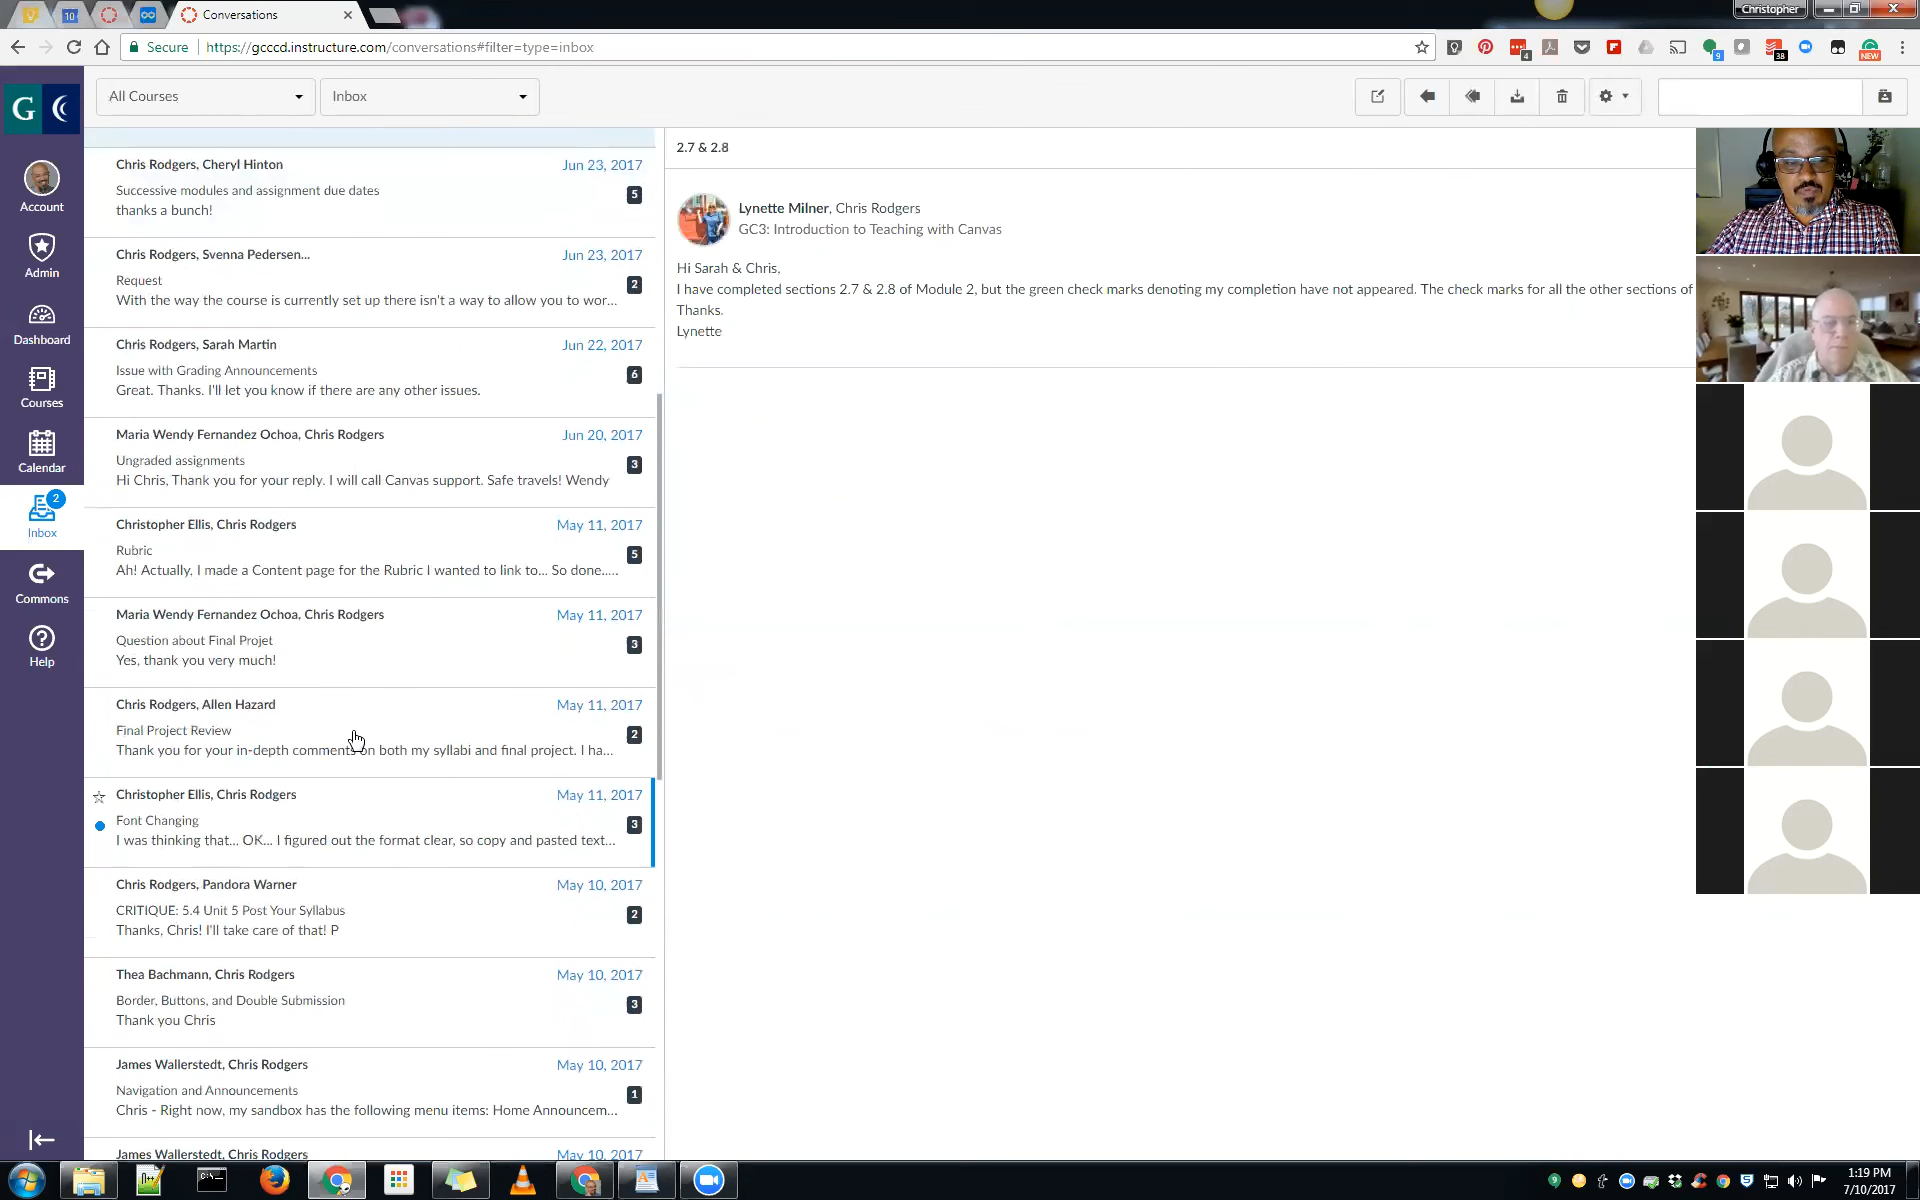 Conversations
Christopher
Secure
https://gcccd.instructure.com/conversations#filter=type=inbox
4
9
38
NEW
All Courses
Inbox
G
Account
Admin
Dashboard
Courses
Calendar
2
Inbox
Commons
Help
Chris Rodgers, Cheryl Hinton
Jun 23, 2017
Successive modules and assignment due dates
5
thanks a bunch!
Chris Rodgers, Svenna Pedersen...
Jun 23, 2017
Request
2
With the way the course is currently set up there isn't a way to allow you to wor...
Chris Rodgers, Sarah Martin
Jun 22, 2017
Issue with Grading Announcements
6
Great. Thanks. I'll let you know if there are any other issues.
Maria Wendy Fernandez Ochoa, Chris Rodgers
Jun 20, 2017
Ungraded assignments
3
Hi Chris, Thank you for your reply. I will call Canvas support. Safe travels! Wendy
Christopher Ellis, Chris Rodgers
May 11, 2017
Rubric
5
Ah! Actually, I made a Content page for the Rubric I wanted to link to... So done.....
Maria Wendy Fernandez Ochoa, Chris Rodgers
May 11, 2017
Question about Final Projet
3
Yes, thank you very much!
Chris Rodgers, Allen Hazard
May 11, 2017
Final Project Review
2
Thank you for your in-depth comments on both my syllabi and final project. I ha...
Christopher Ellis, Chris Rodgers
May 11, 2017
Font Changing
3
I was thinking that... OK... I figured out the format clear, so copy and pasted text...
Chris Rodgers, Pandora Warner
May 10, 2017
CRITIQUE: 5.4 Unit 5 Post Your Syllabus
2
Thanks, Chris! I'll take care of that! P
Thea Bachmann, Chris Rodgers
May 10, 2017
Border, Buttons, and Double Submission
3
Thank you Chris
James Wallerstedt, Chris Rodgers
May 10, 2017
Navigation and Announcements
1
Chris - Right now, my sandbox has the following menu items: Home Announcem...
James Wallerstedt, Chris Rodgers
May 10, 2017
2.7 & 2.8
Lynette Milner, Chris Rodgers
GC3: Introduction to Teaching with Canvas
Hi Sarah & Chris,
I have completed sections 2.7 & 2.8 of Module 2, but the green check marks denoting my completion have not appeared. The check marks for all the other sections of
Thanks.
Lynette
1:19 PM
7/10/2017